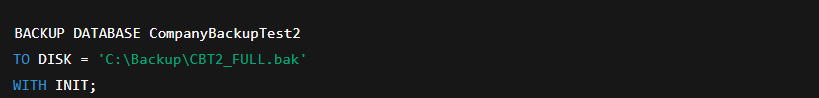 BACKUP DATABASE CompanyBackupTest2
TO DISK = 'C:\Backup\CBT2_FULL.bak'
WITH INIT;